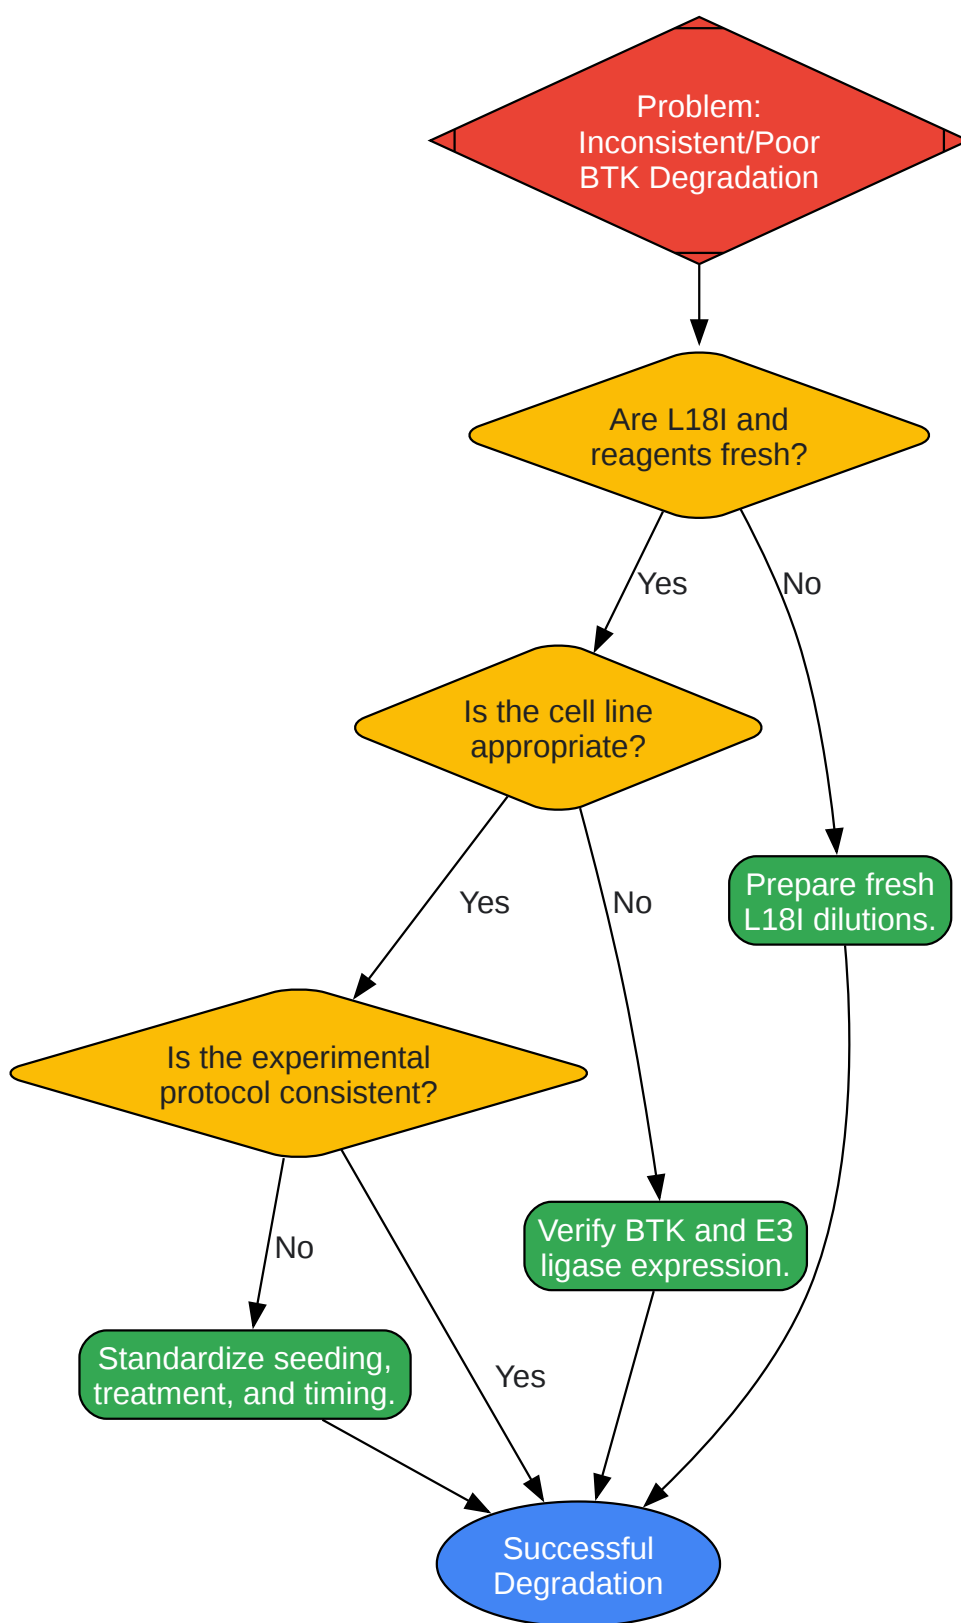 Problem:
Inconsistent/Poor
BTK Degradation
Are L18I and
reagents fresh?
Yes
No
Is the cell line
appropriate?
Yes
No
Prepare fresh
L18I dilutions.
Is the experimental
protocol consistent?
No
Yes
Verify BTK and E3
ligase expression.
Standardize seeding,
treatment, and timing.
Successful
Degradation